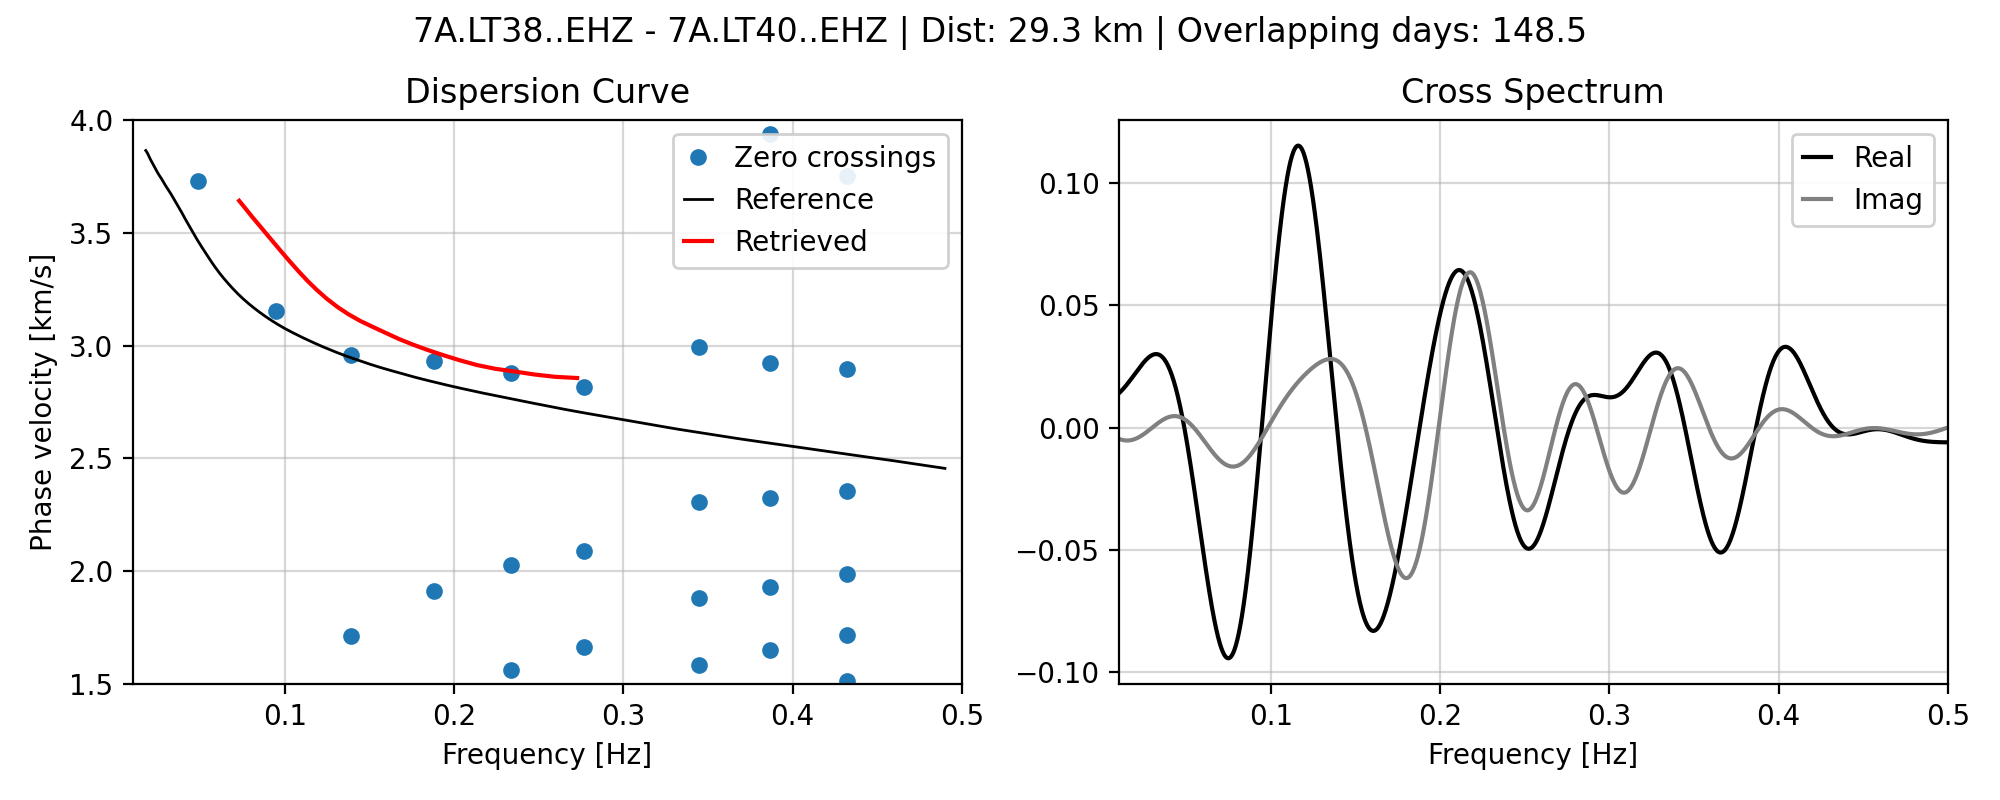 7A.LT38..EHZ - 7A.LT40..EHZ | Dist: 29.3 km | Overlapping days: 148.5
Dispersion Curve
4.0
3.5
3.0
2.5
2.0
1.5
Phase velocity [km/s]
0.1
0.2
0.3
0.4
0.5
Frequency [Hz]
Zero crossings
Reference
Retrieved
Cross Spectrum
0.10
0.05
0.00
−0.05
−0.10
0.1
0.2
0.3
0.4
0.5
Frequency [Hz]
Real
Imag